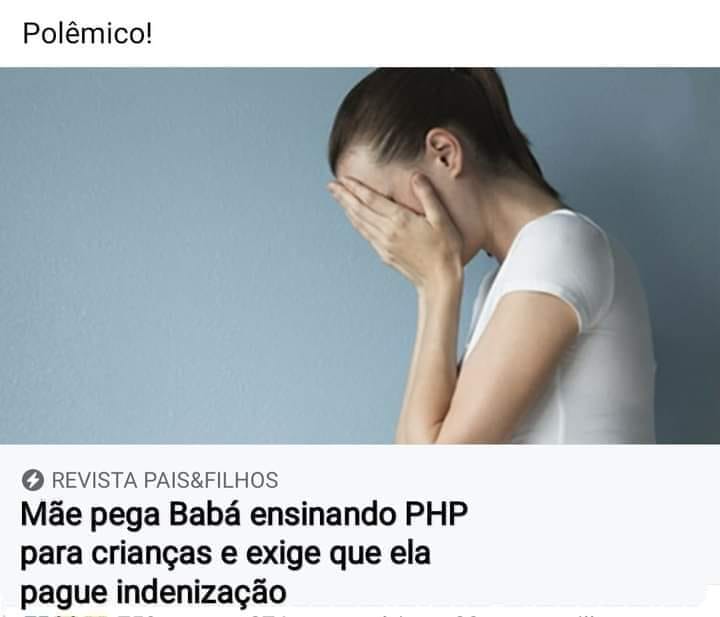 Polêmico!
REVISTA PAIS&FILHOS
Mãe pega Babá ensinando PHP
para crianças e exige que ela
pague indenização